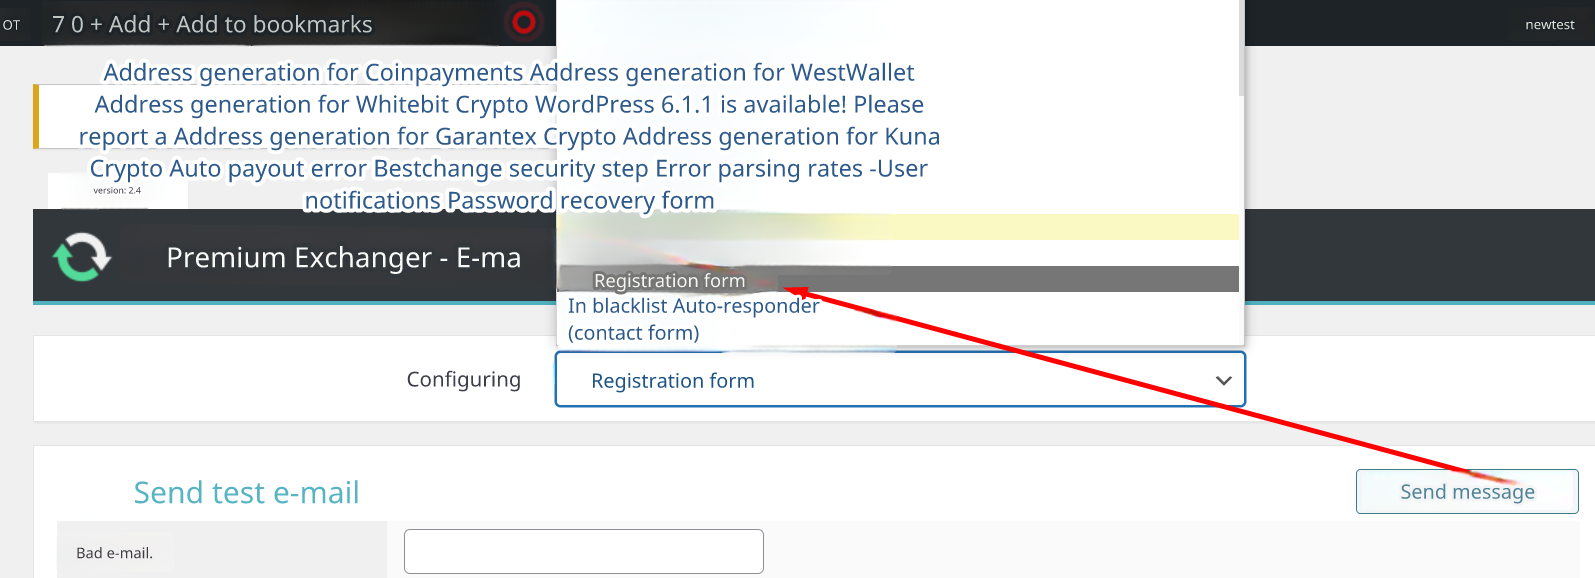 OT
7 0 + Add + Add to bookmarks
newtest
Address generation for Coinpayments Address generation for WestWallet
Address generation for Whitebit Crypto WordPress 6.1.1 is available! Please
report a Address generation for Garantex Crypto Address generation for Kuna
Crypto Auto payout error Bestchange security step Error parsing rates -User
notifications Password recovery form
version: 2.4
Premium Exchanger - E-ma
Registration form
In blacklist Auto-responder
(contact form)
Configuring
Registration form
Send test e-mail
Send message
Bad e-mail.